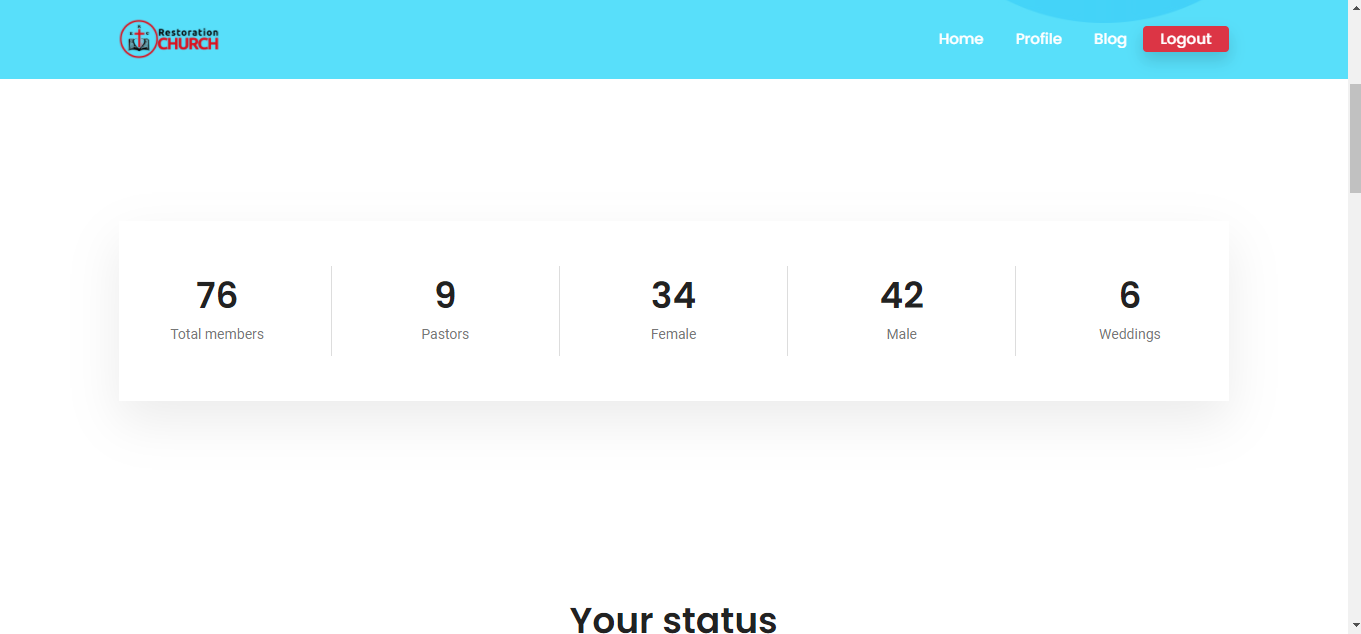 Restoration
CHURCH
Home Profile Blog Logout
76 9 34 42 6
Total members Pastors Female Male Weddings
Your status